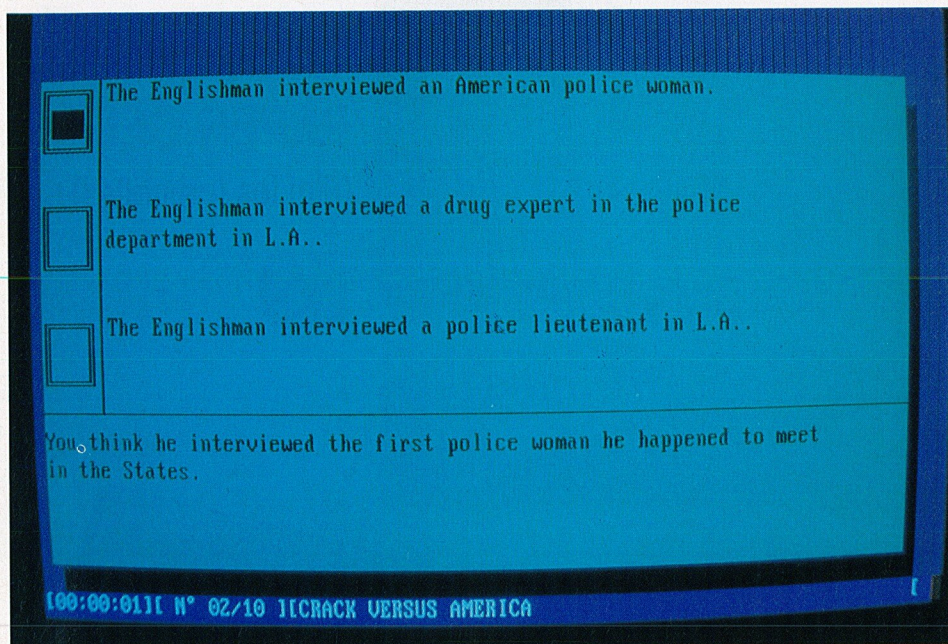 The Englishman interviewed an American police woman.
The Englishman interviewed a drug expert in the police
department in L.A..
The Englishman interviewed a police lieutenant in L.A..
You think he interviewed the first police woman he happened to meet
in the States.
[00:00:01][ N° 02/10 ][CRACK VERSUS AMERICA
[